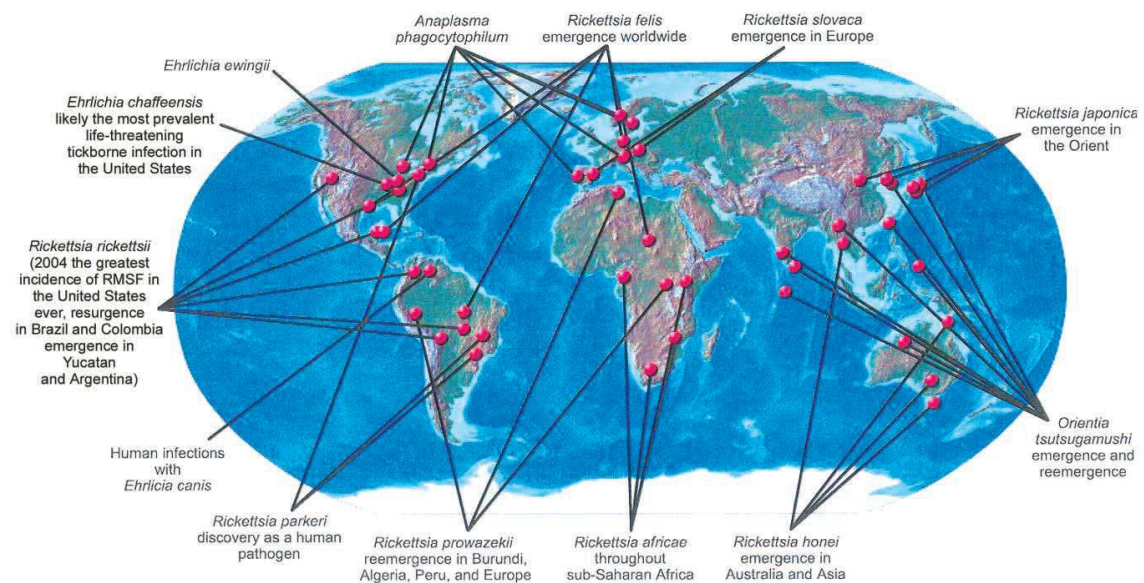 Anaplasma
phagocytophilum
Rickettsia felis
emergence worldwide
Rickettsia slovaca
emergence in Europe
Ehrlichia ewingii
Ehrlichia chaffeensis
likely the most prevalent
life-threatening
tickborne infection in
the United States
Rickettsia japonica
emergence in
the Orient
Rickettsia rickettsii
(2004 the greatest
incidence of RMSF in
the United States
ever, resurgence
in Brazil and Colombia
emergence in
Yucatan
and Argentina)
Human infections
with
Ehrlicia canis
Orientia
tsutsugamushi
emergence and
reemergence
Rickettsia parkeri
discovery as a human
pathogen
Rickettsia prowazekii
reemergence in Burundi,
Algeria, Peru, and Europe
Rickettsia africae
throughout
sub-Saharan Africa
Rickettsia honei
emergence in
Australia and Asia